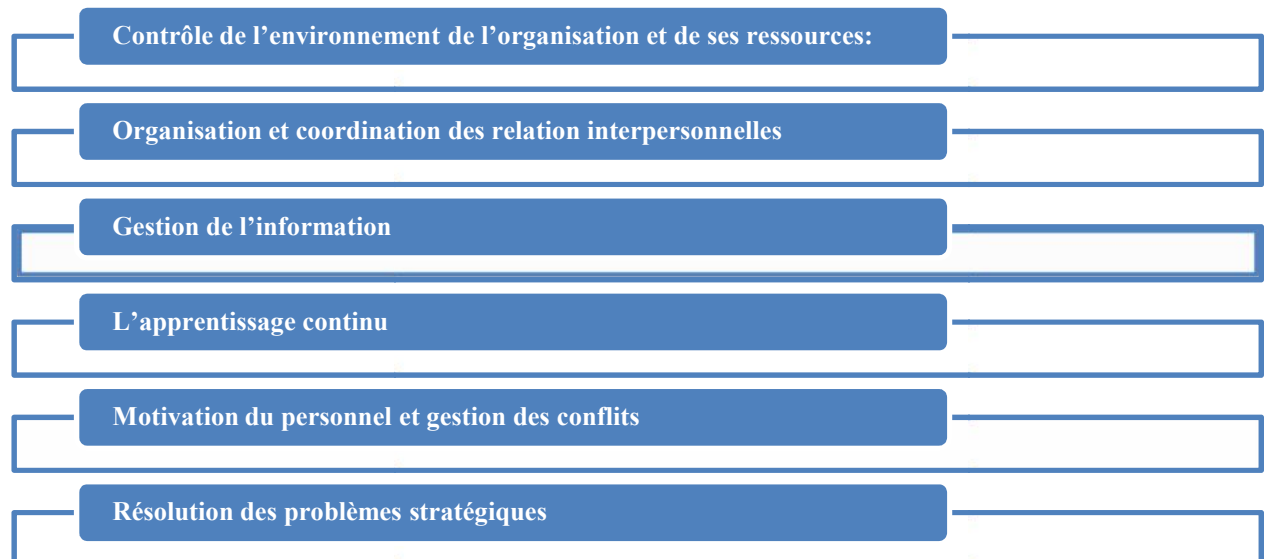 Contrôle de l’environnement de l’organisation et de ses ressources:
Organisation et coordination des relation interpersonnelles
Gestion de l’information
L’apprentissage continu
Motivation du personnel et gestion des conflits
Résolution des problèmes stratégiques